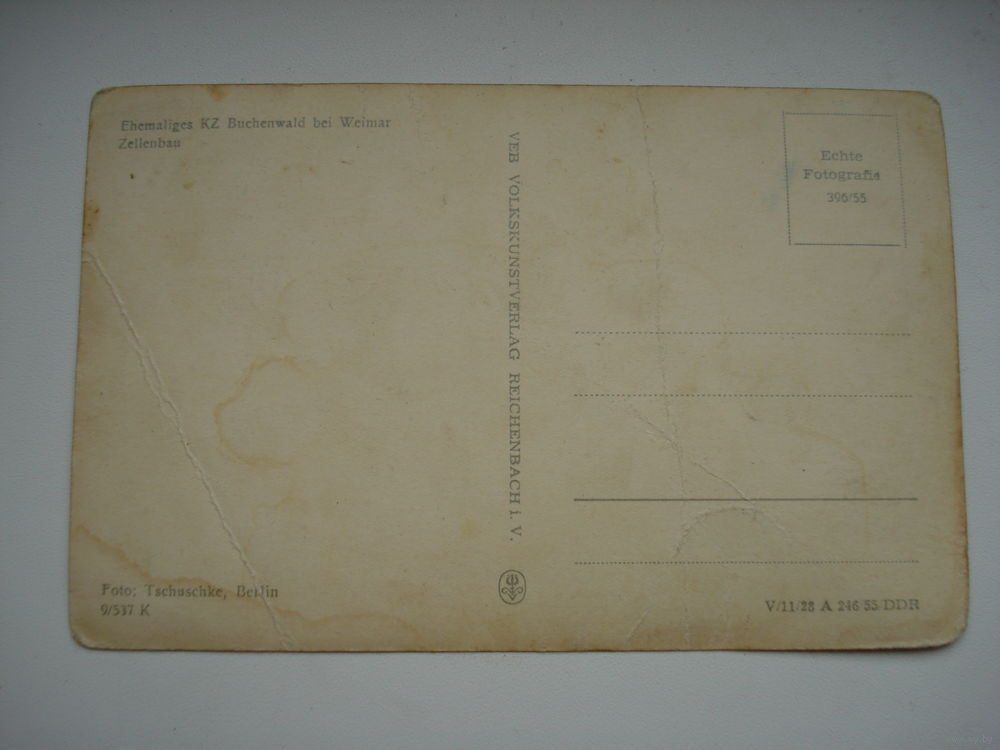 Ehemaliges KZ Buchenwald bei Weimar
Zellenbau
VEB VOLKSKUNSTVERLAG REICHENBACH i. V.
Echte
Fotografie
396/55
Foto: Tschuschke, Berlin
9/537 K
V/11/28 A 246 55/DDR